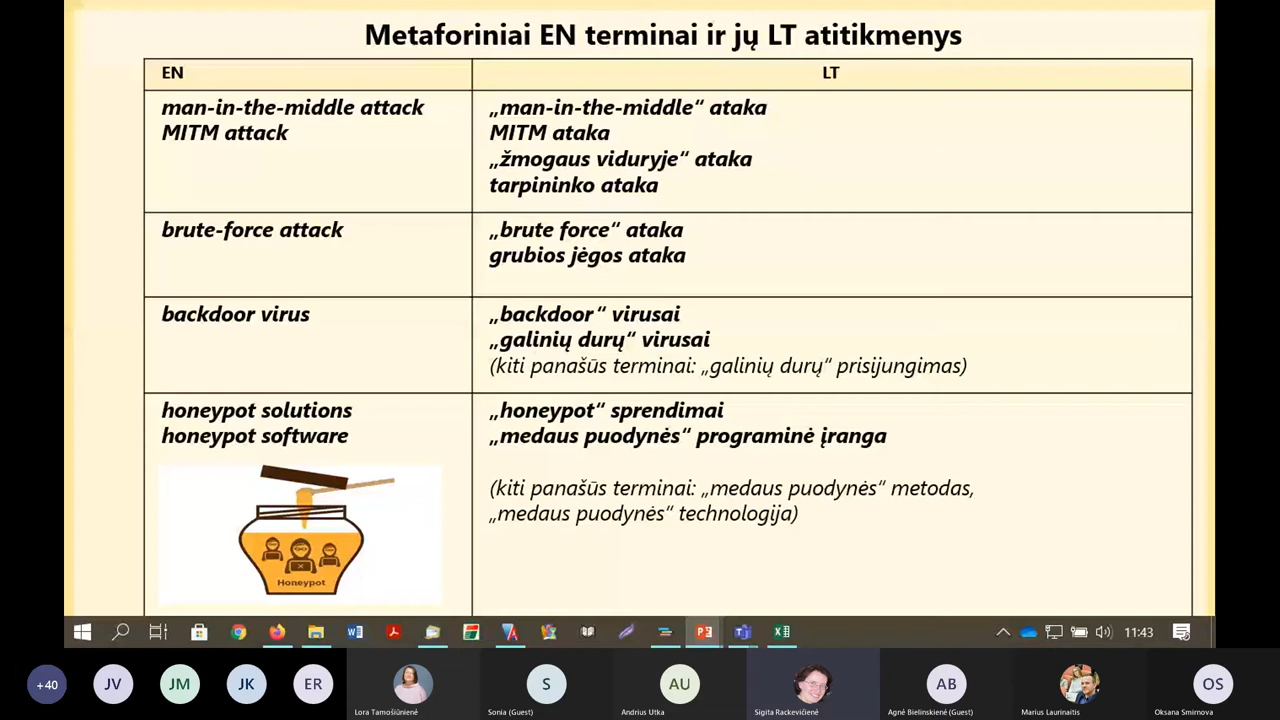 Metaforiniai EN terminai ir jų LT atitikmenys
EN
LT
man-in-the-middle attack
MITM attack
„man-in-the-middle“ ataka
MITM ataka
„žmogaus viduryje“ ataka
tarpininko ataka
brute-force attack
„brute force“ ataka
grubios jėgos ataka
backdoor virus
„backdoor“ virusai
„galinių durų“ virusai
(kiti panašūs terminai: „galinių durų“ prisijungimas)
honeypot solutions
honeypot software
„honeypot“ sprendimai
„medaus puodynės“ programinė įranga
(kiti panašūs terminai: „medaus puodynės“ metodas,
„medaus puodynės“ technologija)
Honeypot
11:43
+40
JV
JM
JK
ER
S
AU
AB
OS
Lora Tamošiūnienė
Sonia (Guest)
Andrius Utka
Sigita Rackevičienė
Agnė Bielinskienė (Guest)
Marius Laurinaitis
Oksana Smirnova